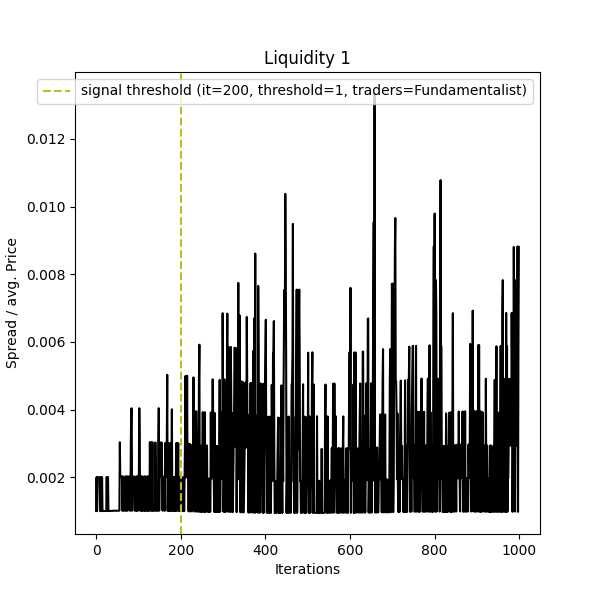 Liquidity 1
signal threshold (it=200, threshold=1, traders=Fundamentalist)
Spread / avg. Price
0.012
0.010
0.008
0.006
0.004
0.002
0 200 400 600 800 1000
Iterations